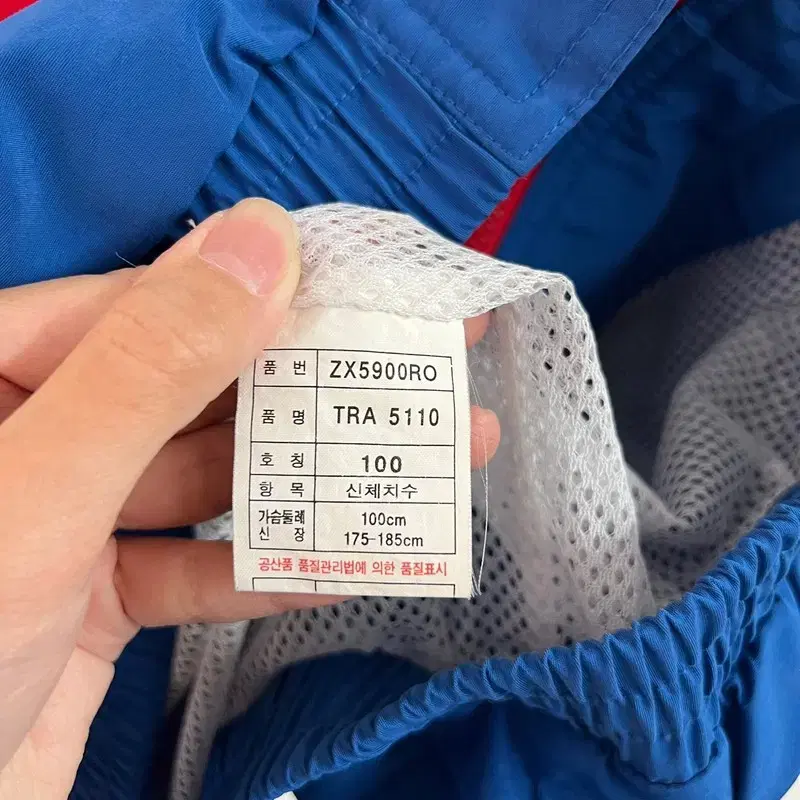 품 번 ZX5900RO
품 명 TRA 5110
호 칭 100
항 목 신체치수
가슴둘레 100cm
신 장 175-185cm
공산품 품질관리법에 의한 품질표시